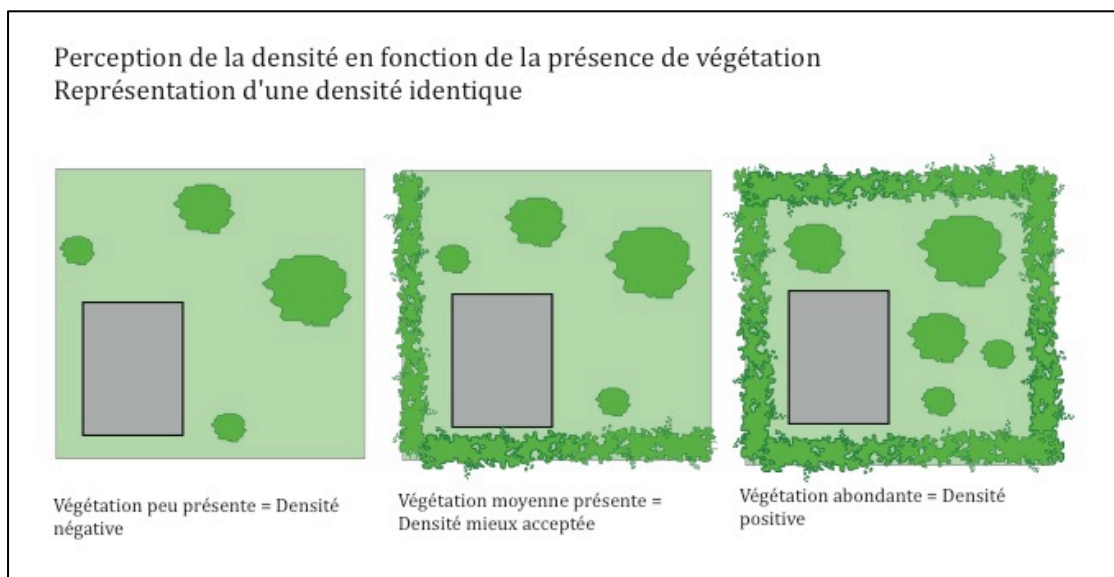 Perception de la densité en fonction de la présence de végétation
Représentation d'une densité identique
Végétation peu présente = Densité
négative
Végétation moyenne présente =
Densité mieux acceptée
Végétation abondante = Densité
positive